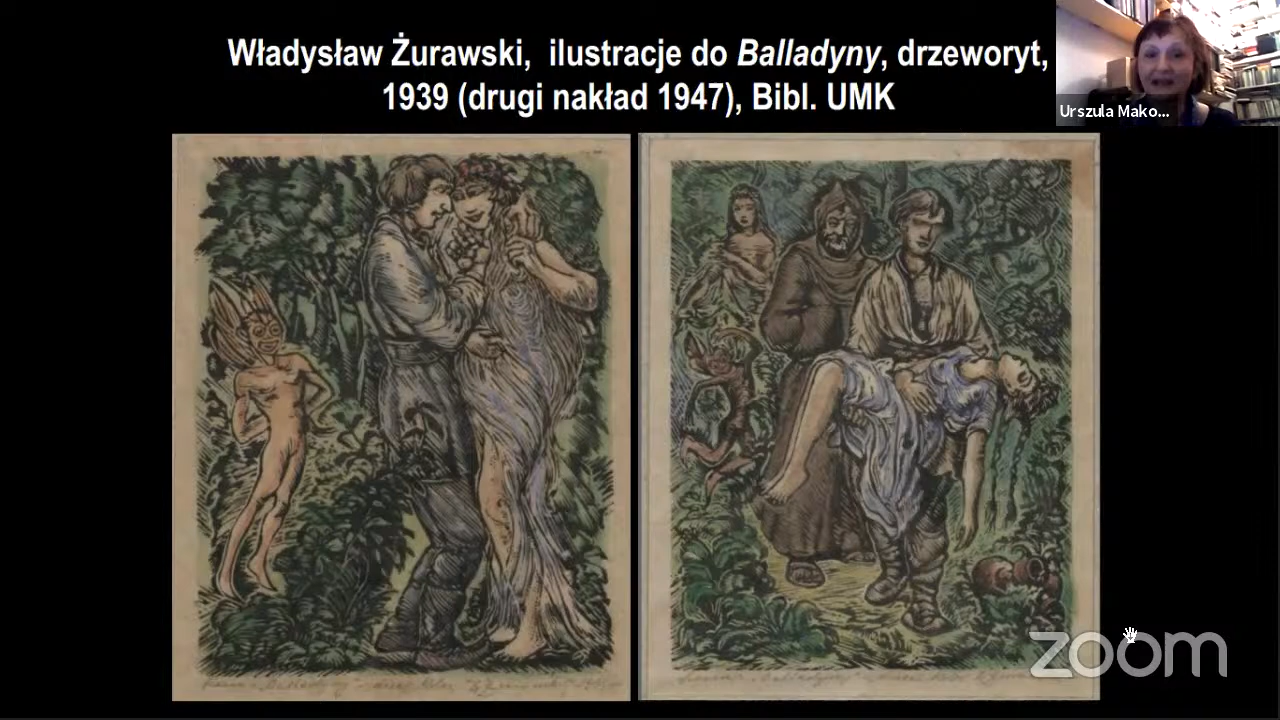 Władysław Żurawski, ilustracje do Balladyny, drzeworyt,
1939 (drugi nakład 1947), Bibl. UMK
Urszula Mako...
zoom